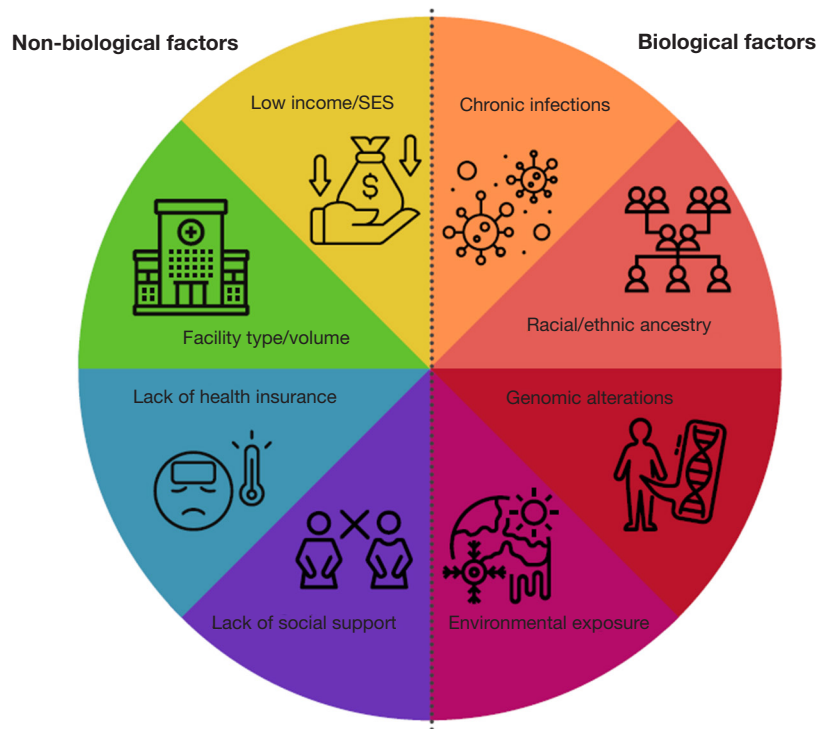 Non-biological factors
Biological factors
Low income/SES
Chronic infections
$
Facility type/volume
Racial/ethnic ancestry
Lack of health insurance
Genomic alterations
Lack of social support
Environmental exposure